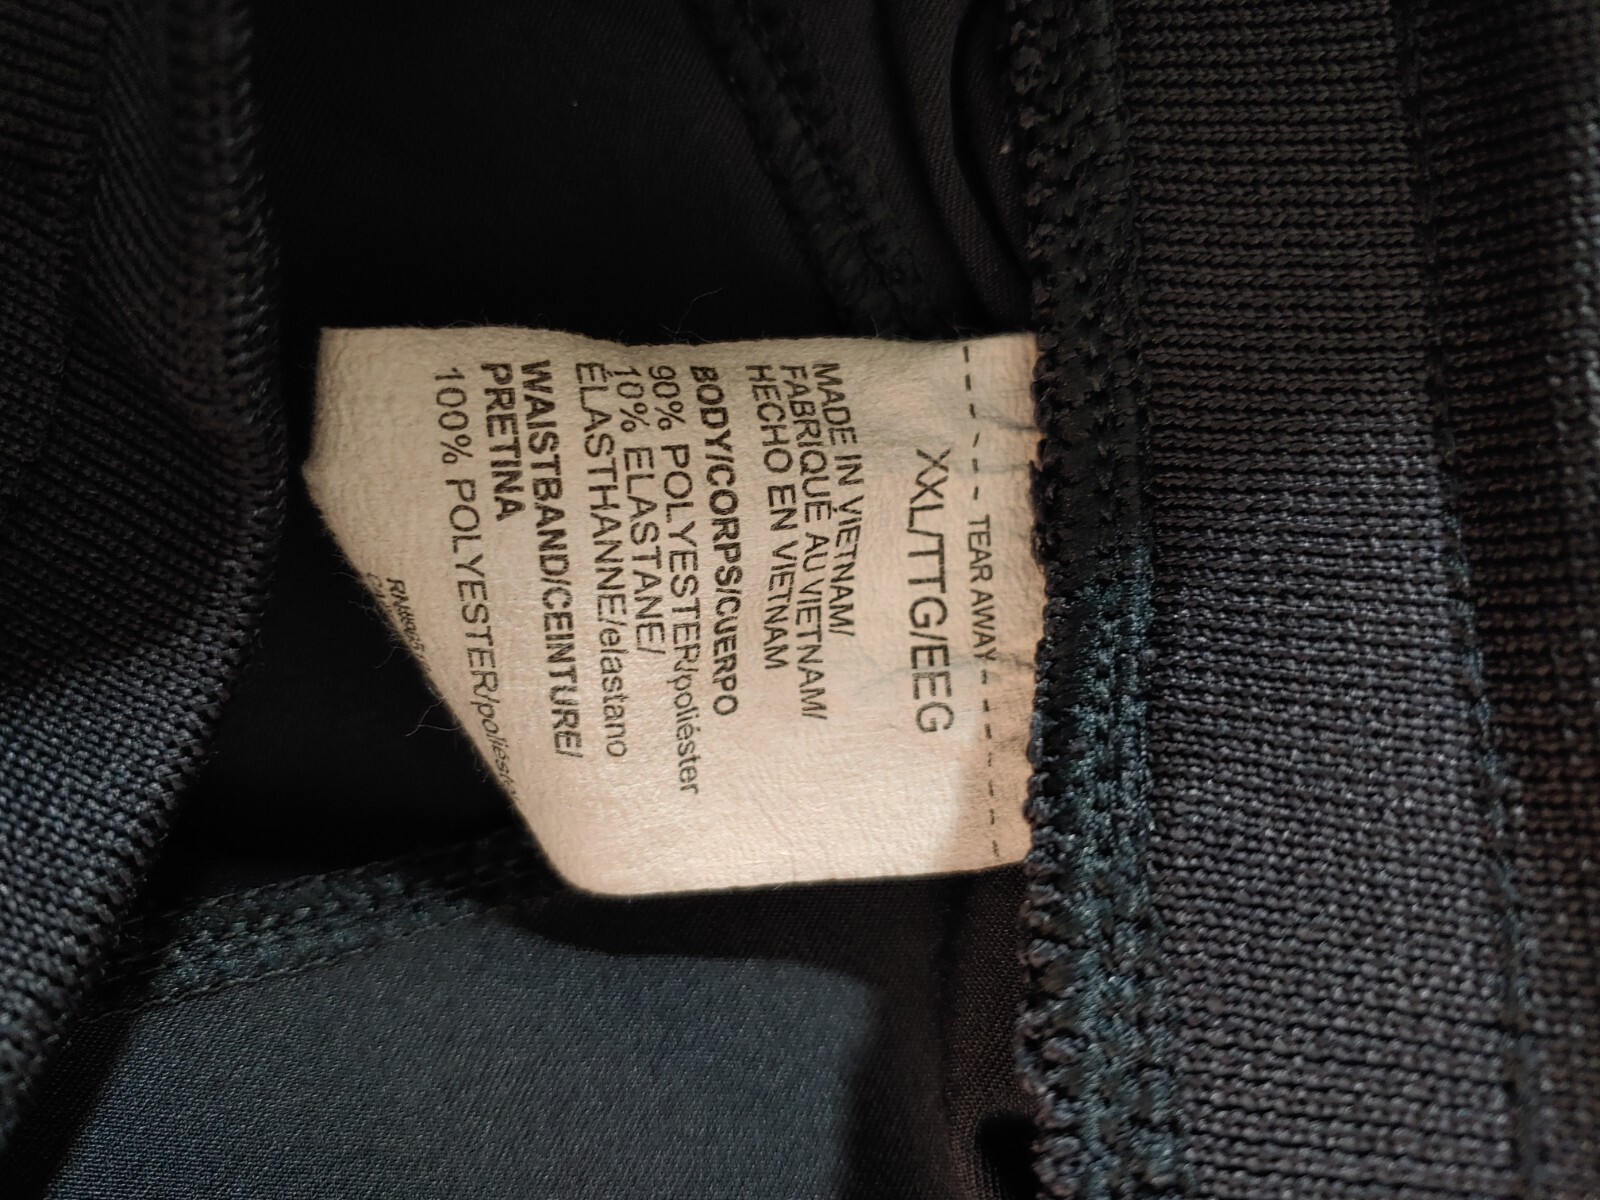 TEAR AWAY
XXL/TTG/EEG
MADE IN VIETNAM/
FABRIQUÉ AU VIETNAM/
HECHO EN VIETNAM
BODY/CORPS/CUERPO
90% POLYESTER/poliéster
10% ELASTANE/
ÉLASTHANNE/elastano
WAISTBAND/CEINTURE/
PRETINA
100% POLYESTER/poliéster